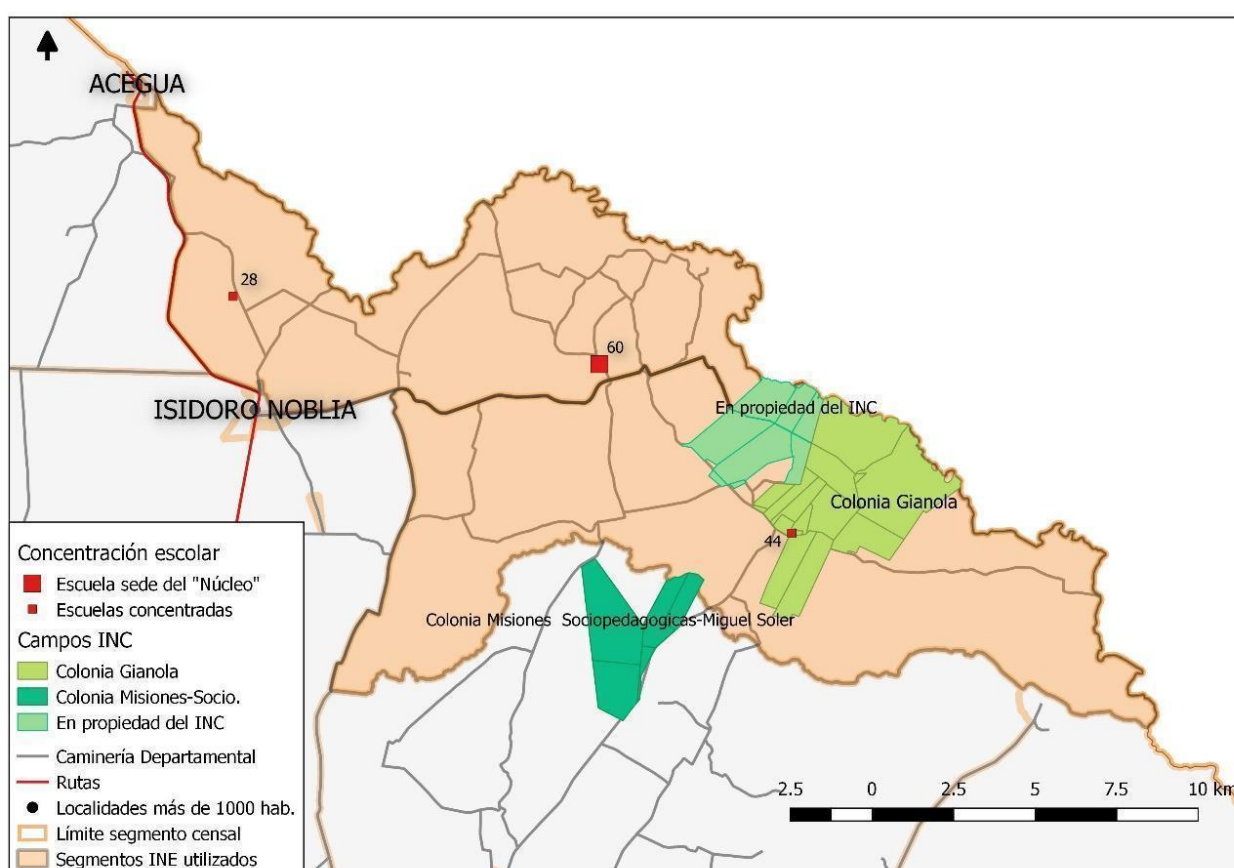 ACEGUA
28
60
ISIDORO NOBLIA
En propiedad del INC
Colonia Gianola
44
Colonia Misiones Sociopedagogicas-Miguel Soler
Concentración escolar
Escuela sede del "Núcleo"
Escuelas concentradas
Campos INC
Colonia Gianola
Colonia Misiones-Socio.
En propiedad del INC
Caminería Departamental
Rutas
Localidades más de 1000 hab.
Límite segmento censal
Segmentos INE utilizados
2.5 0 2.5 5 7.5 10 km